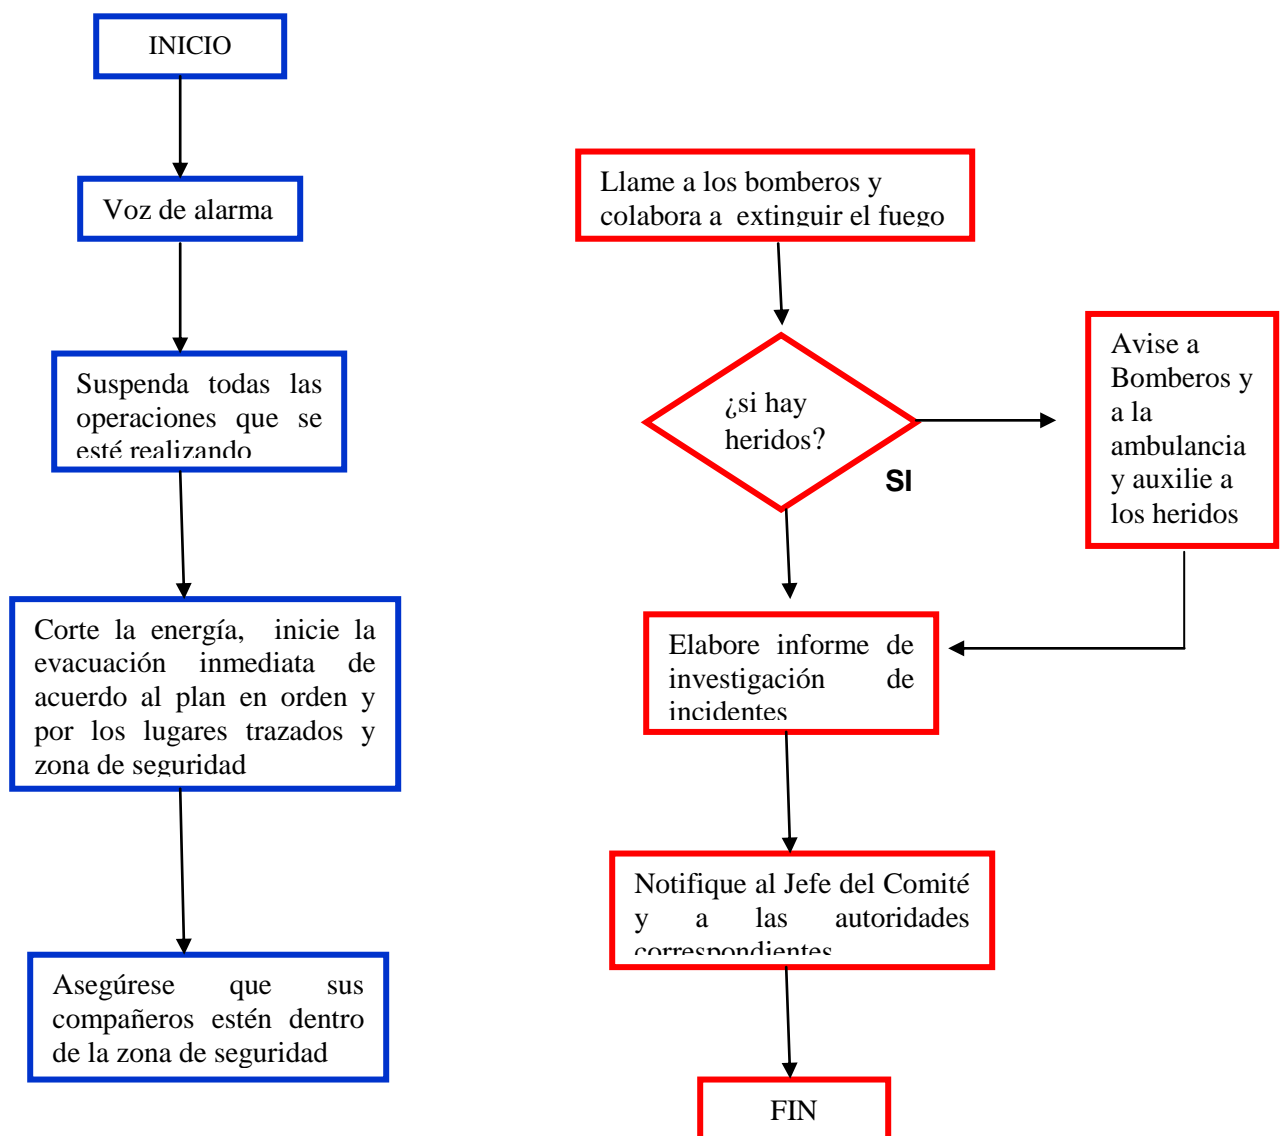 INICIO
Voz de alarma
Suspenda todas las
operaciones que se
esté realizando
Corte la energía, inicie la
evacuación inmediata de
acuerdo al plan en orden y
por los lugares trazados y
zona de seguridad
Asegúrese que sus
compañeros estén dentro
de la zona de seguridad
Llame a los bomberos y
colabora a extinguir el fuego
¿si hay
heridos?
SI
Avise a
Bomberos y
a la
ambulancia
y auxilie a
los heridos
Elabore informe de
investigación de
incidentes
Notifique al Jefe del Comité
y a las autoridades
correspondientes
FIN